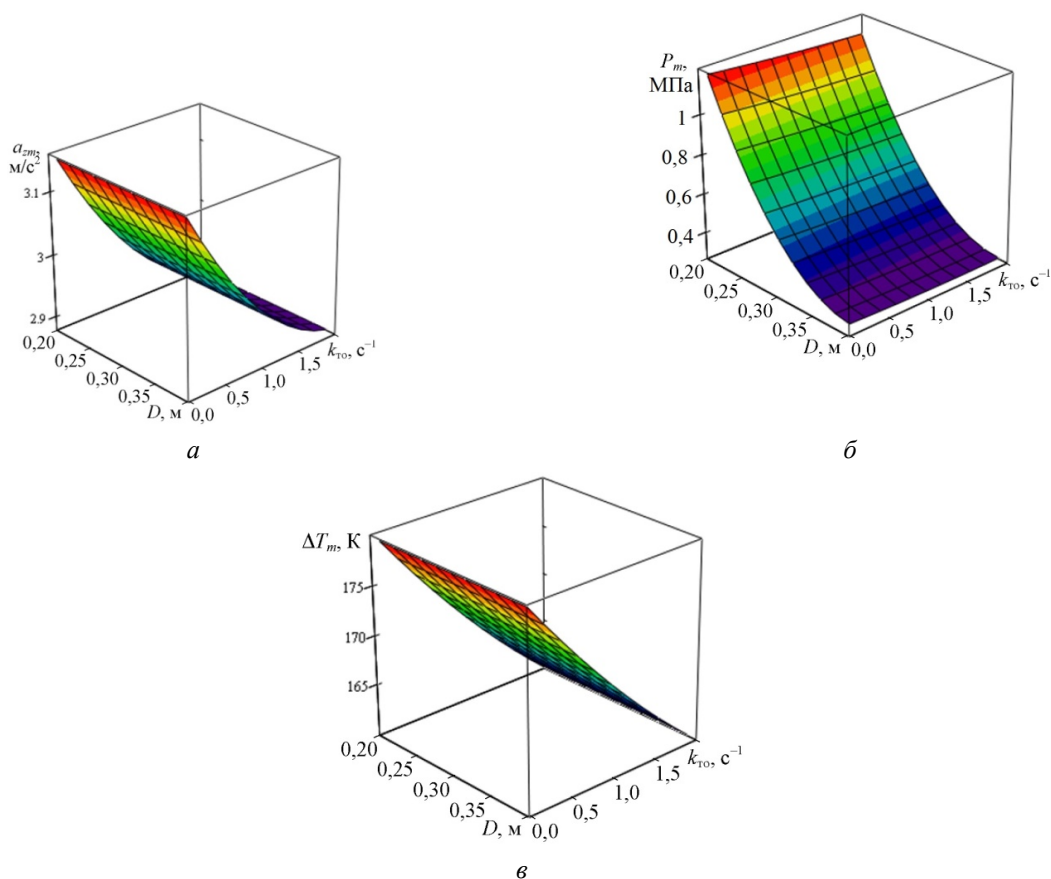 a_zm,
м/с²
3.1
3
2.9
0,20
0,25
0,30
0,35
D, м
0,0
0,5
1,0
1,5
k_то, с⁻¹
а
P_m,
МПа
1
0,8
0,6
0,4
0,20
0,25
0,30
0,35
D, м
0,0
0,5
1,0
1,5
k_то, с⁻¹
б
ΔT_m, К
175
170
165
0,20
0,25
0,30
0,35
D, м
0,0
0,5
1,0
1,5
k_то, с⁻¹
в